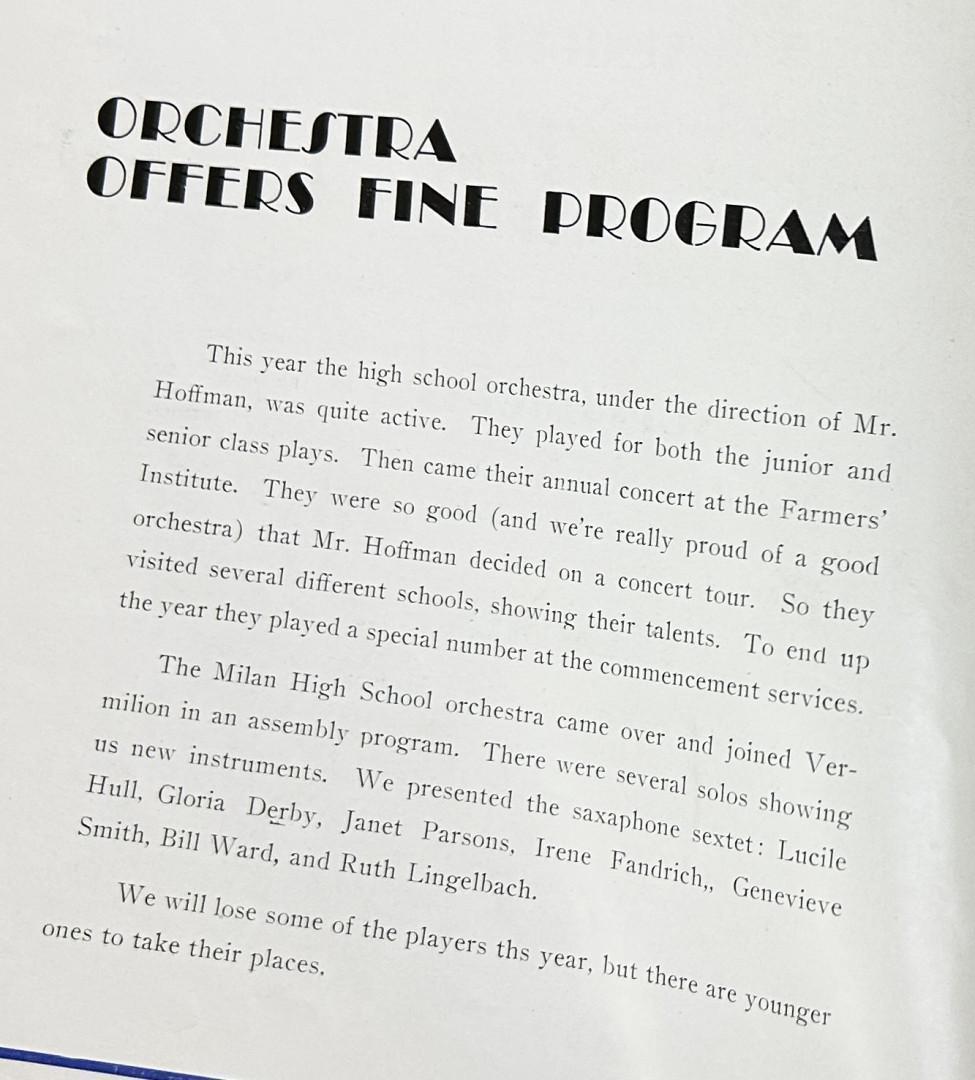 ORCHESTRA
OFFERS FINE PROGRAM
This year the high school orchestra, under the direction of Mr.
Hoffman, was quite active. They played for both the junior and
senior class plays. Then came their annual concert at the Farmers'
Institute. They were so good (and we're really proud of a good
orchestra) that Mr. Hoffman decided on a concert tour. So they
visited several different schools, showing their talents. To end up
the year they played a special number at the commencement services.
The Milan High School orchestra came over and joined Ver-
milion in an assembly program. There were several solos showing
us new instruments. We presented the saxaphone sextet: Lucile
Hull, Gloria Derby, Janet Parsons, Irene Fandrich,, Genevieve
Smith, Bill Ward, and Ruth Lingelbach.
We will lose some of the players ths year, but there are younger
ones to take their places.